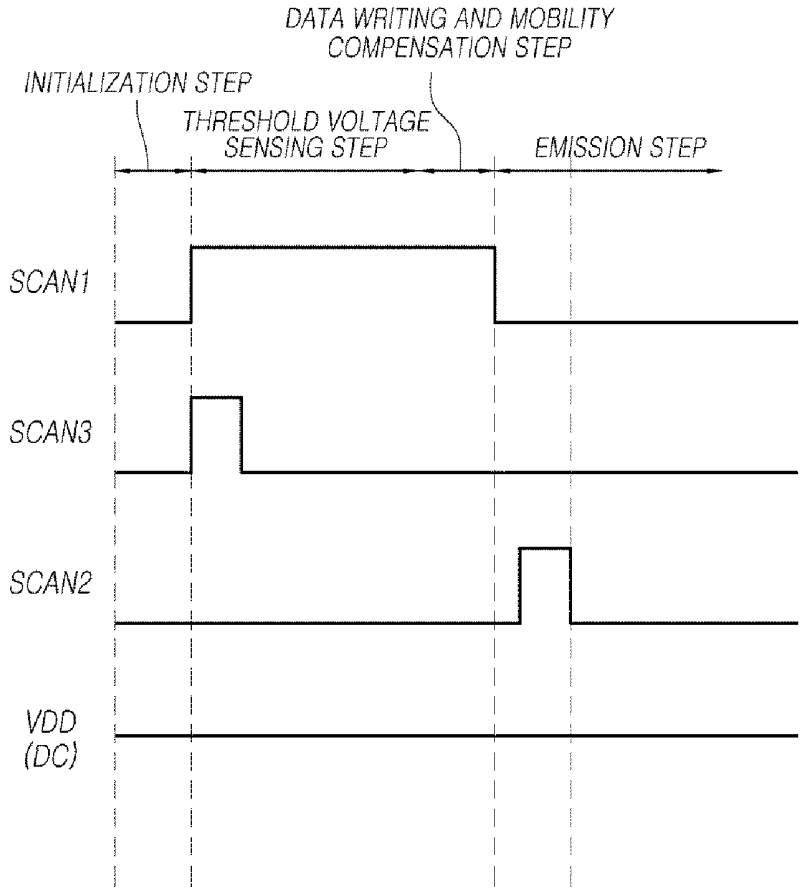 DATA WRITING AND MOBILITY
COMPENSATION STEP
INITIALIZATION STEP
THRESHOLD VOLTAGE
SENSING STEP
EMISSION STEP
SCAN1
SCAN3
SCAN2
VDD
(DC)